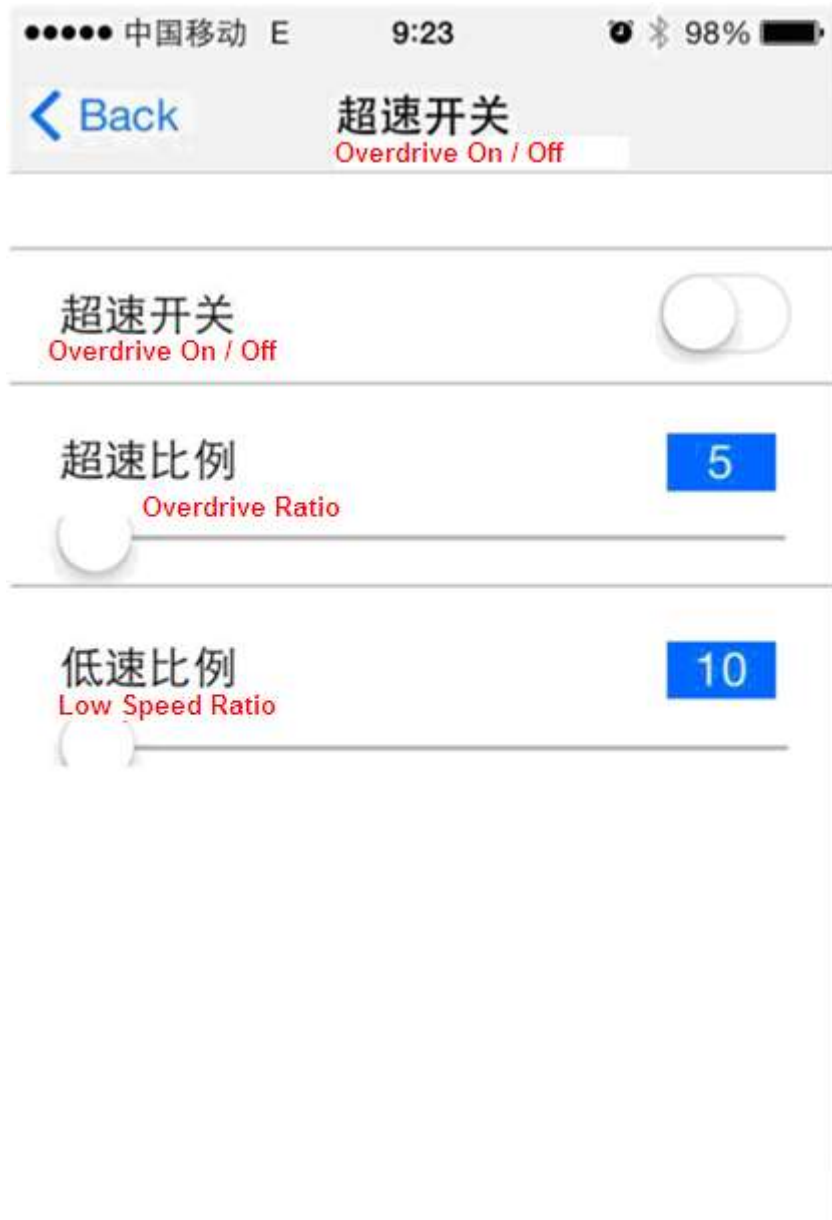 ●●●●● 中国移动 E 9:23 98%
Back 超速开关
Overdrive On / Off
超速开关
Overdrive On / Off
超速比例 5
Overdrive Ratio
低速比例 10
Low Speed Ratio